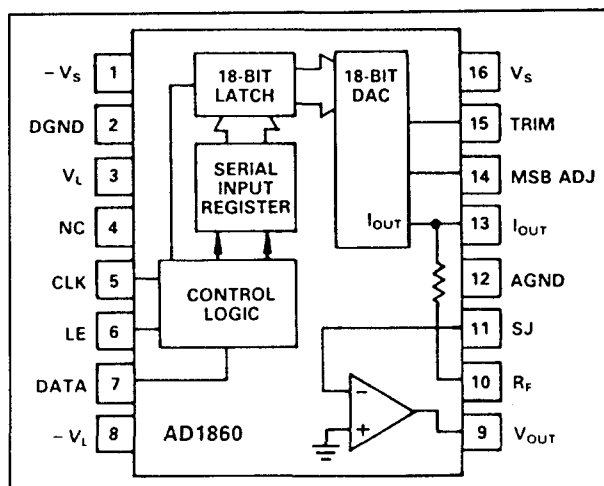 − VS 1
DGND 2
VL 3
NC 4
CLK 5
LE 6
DATA 7
− VL 8
18-BIT
LATCH
SERIAL
INPUT
REGISTER
CONTROL
LOGIC
18-BIT
DAC
IOUT
−
+
AD1860
16 VS
15 TRIM
14 MSB ADJ
13 IOUT
12 AGND
11 SJ
10 RF
9 VOUT